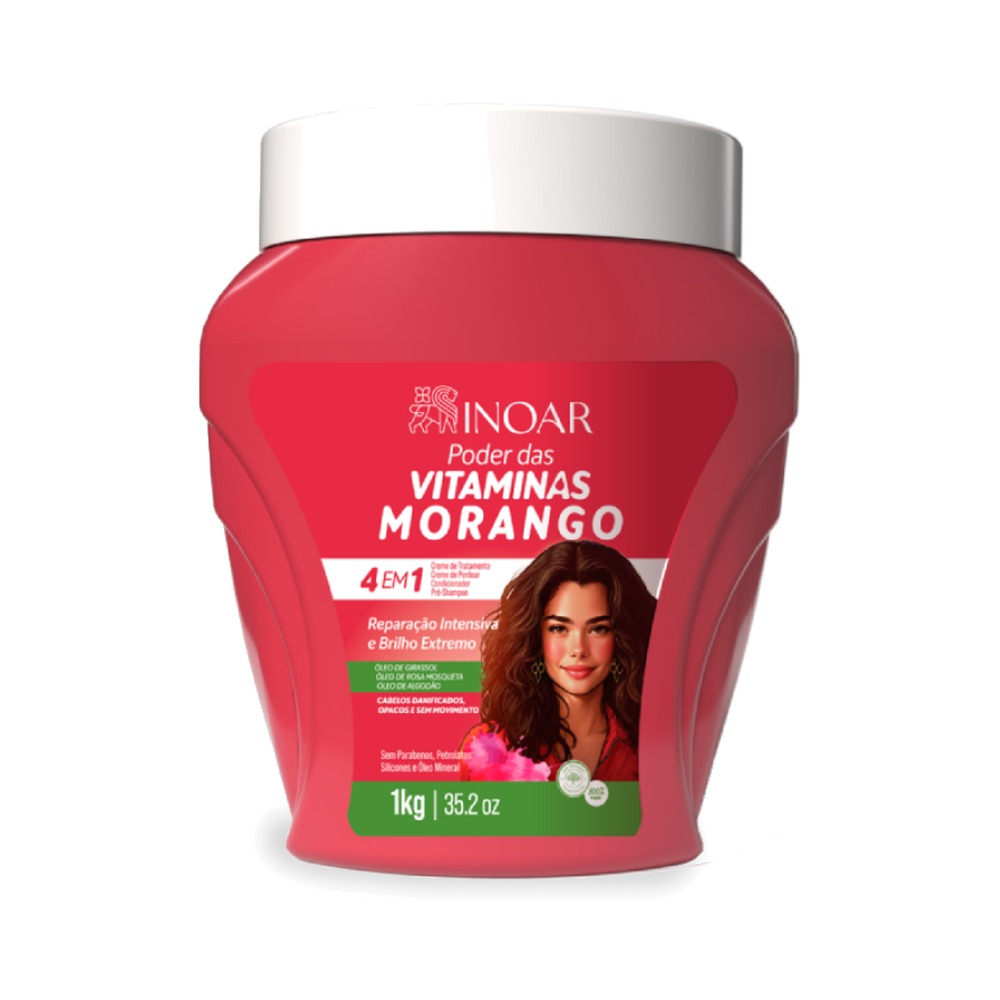 INOAR
Poder das
VITAMINAS
MORANGO
4 EM 1
Creme de Tratamento
Creme de Pentear
Condicionador
Pré-Shampoo
Reparação Intensiva
e Brilho Extremo
ÓLEO DE GIRASSOL
ÓLEO DE ROSA MOSQUETA
ÓLEO DE ALGODÃO
CABELOS DANIFICADOS,
OPACOS E SEM MOVIMENTO
Sem Parabenos, Petrolatos
Silicones e Óleo Mineral
1kg | 35.2 oz
100%
vegan